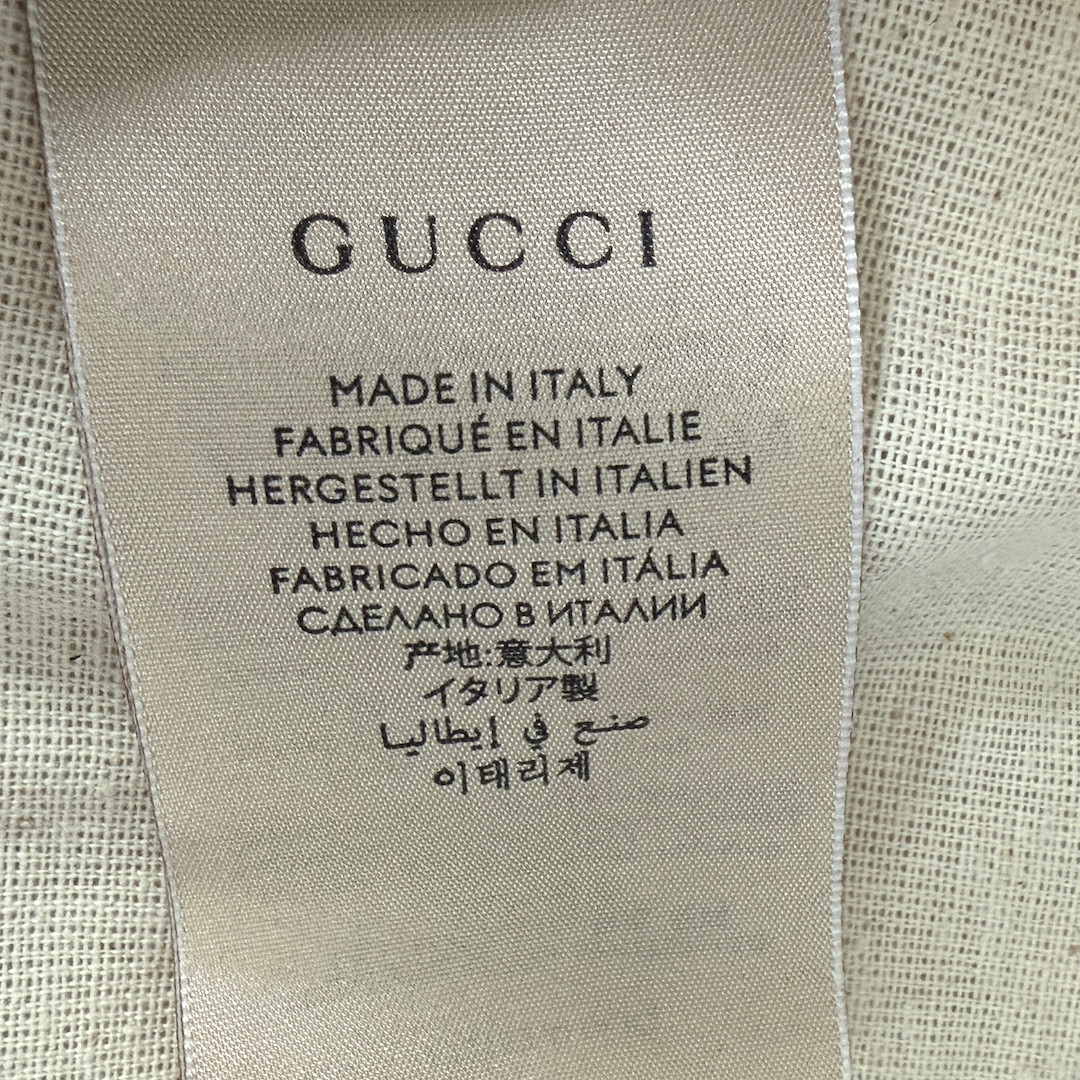 GUCCI
MADE IN ITALY
FABRIQUÉ EN ITALIE
HERGESTELLT IN ITALIEN
HECHO EN ITALIA
FABRICADO EM ITÁLIA
СДЕЛАНО В ИТАЛИИ
产地:意大利
イタリア製
صنع في إيطاليا
이태리제